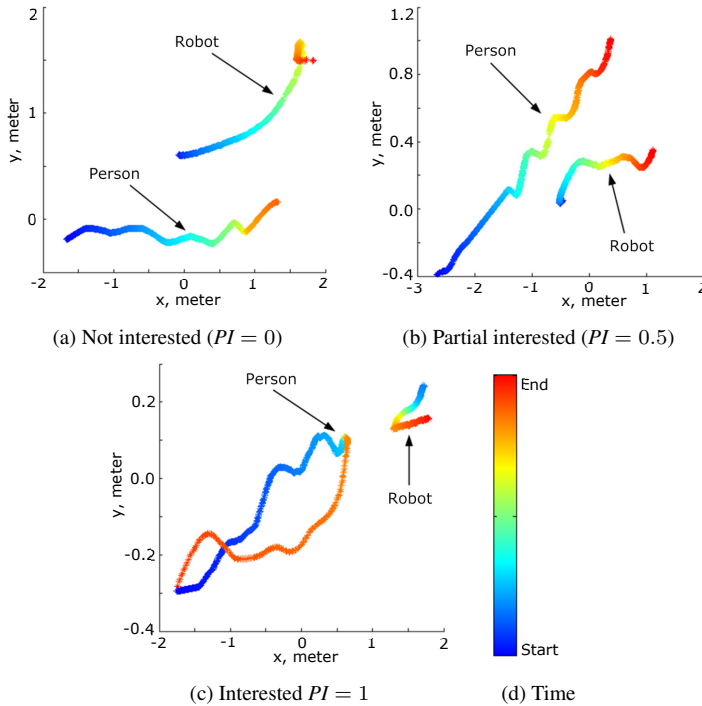 2
Robot
1
y, meter
Person
0
-2 -1 0 1 2
x, meter
(a) Not interested (PI = 0)
1.2
Person
0.8
y, meter
0.4
0.0
Robot
-0.4
-3 -2 -1 0 1 2
x, meter
(b) Partial interested (PI = 0.5)
Person
0.2
0.0
y, meter
-0.2
Robot
-0.4
-2 -1 0 1 2
x, meter
(c) Interested PI = 1
End
Start
(d) Time